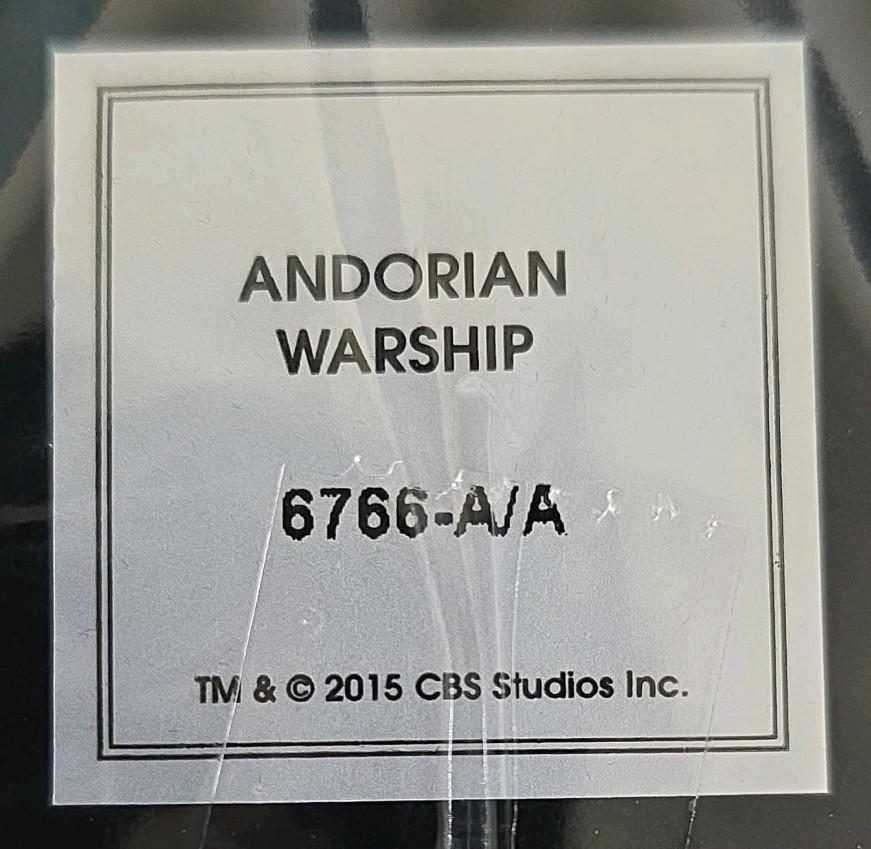 ANDORIAN
WARSHIP
6766-A/A
TM & © 2015 CBS Studios Inc.